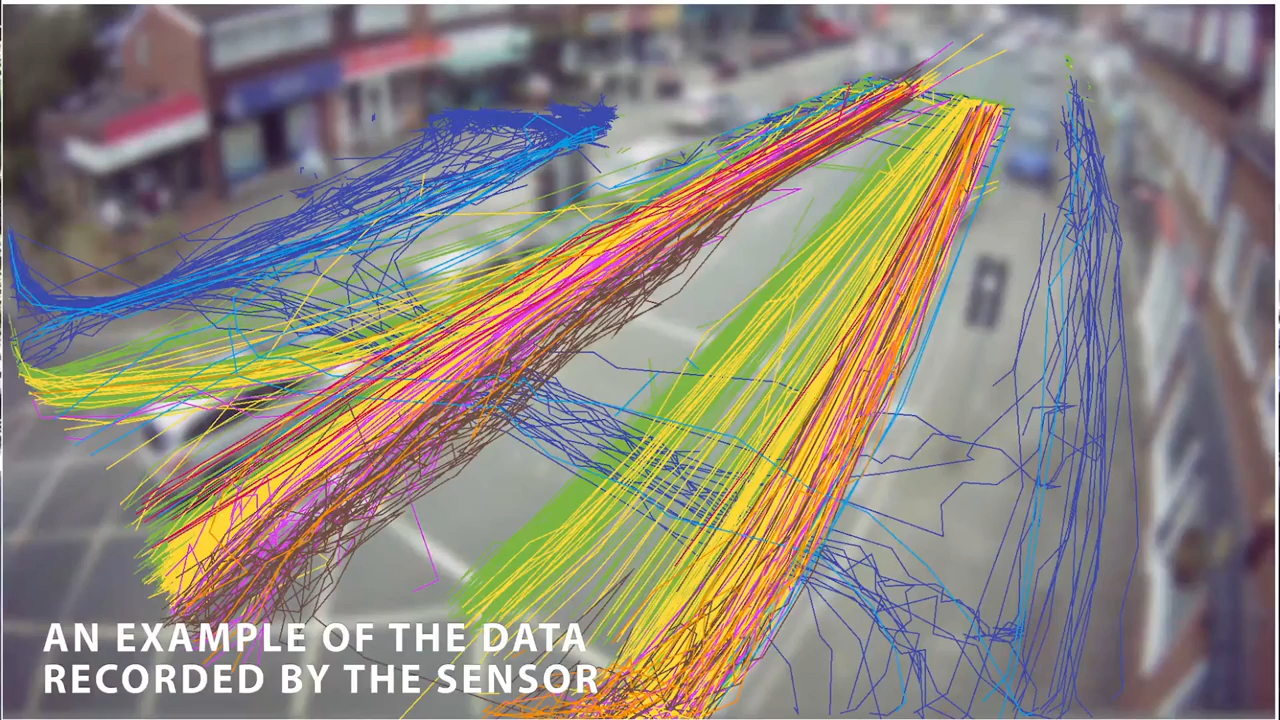 AN EXAMPLE OF THE DATA
RECORDED BY THE SENSOR